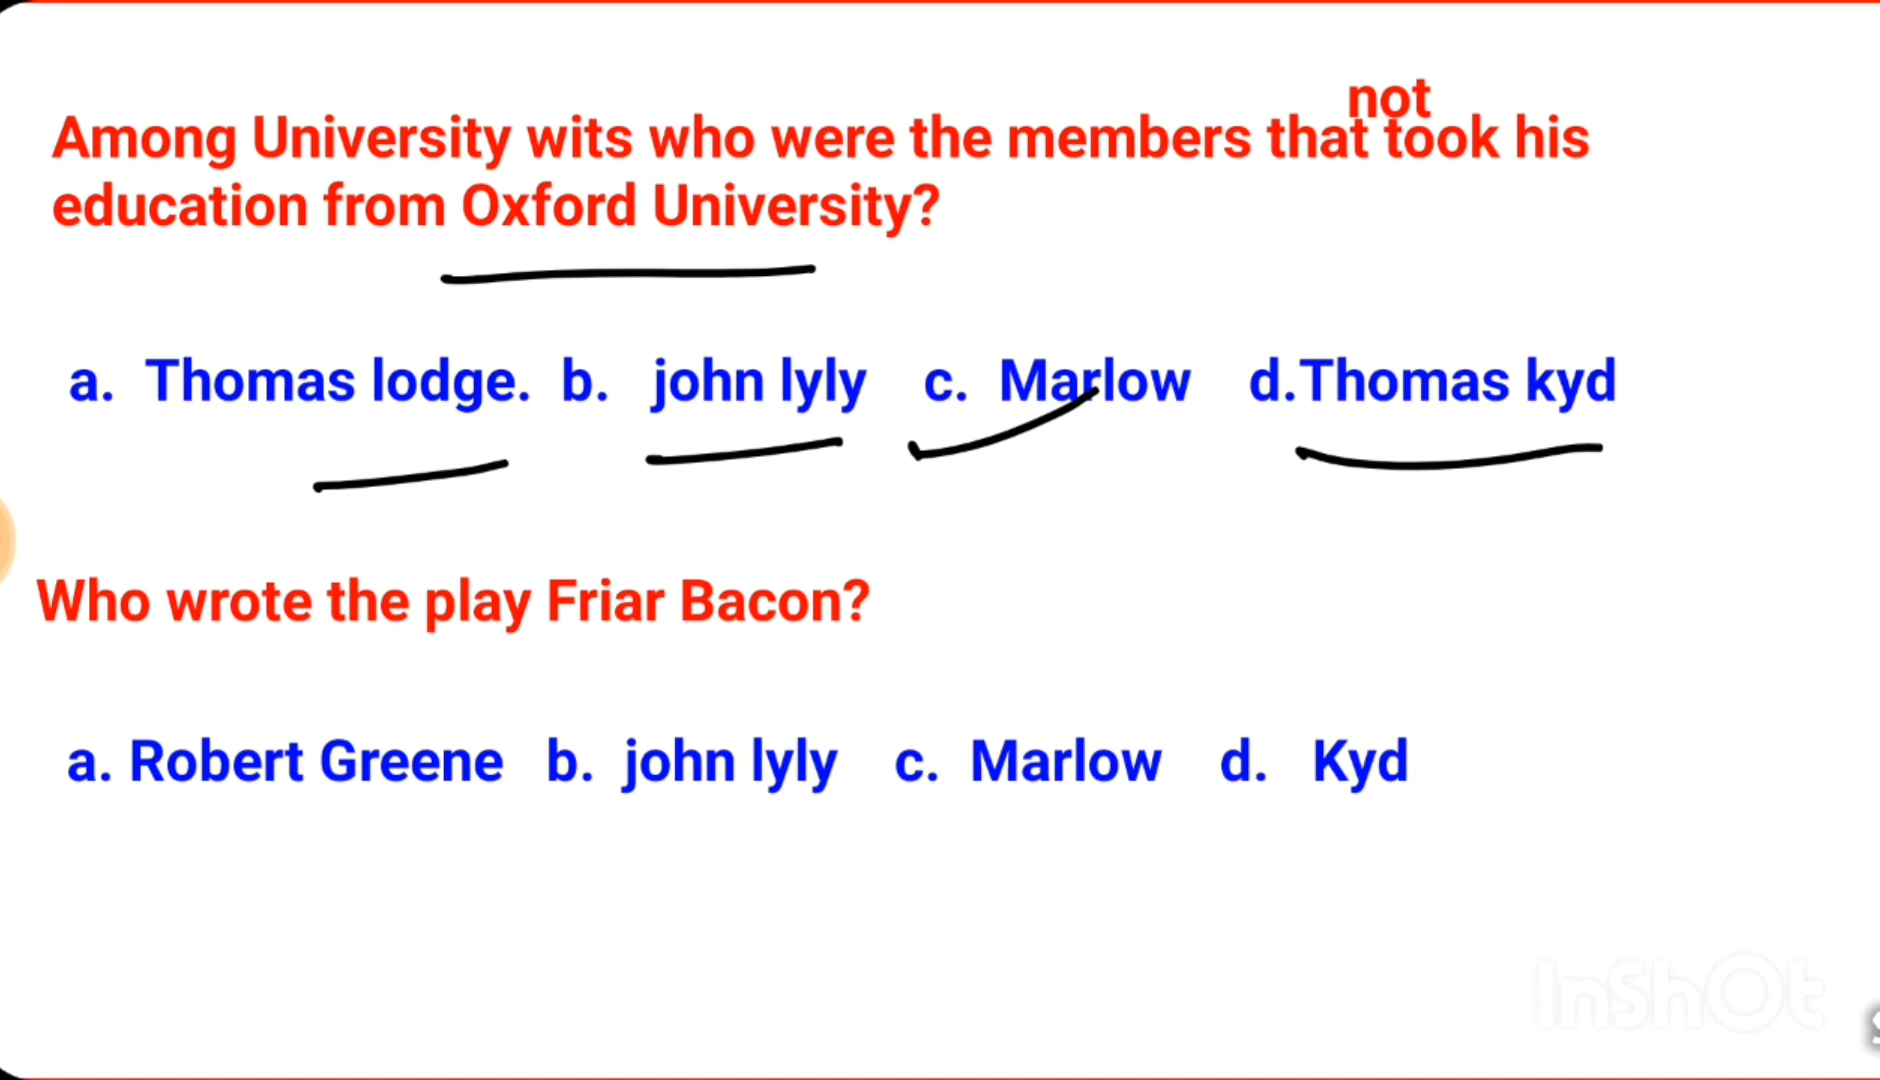 not
Among University wits who were the members that took his
education from Oxford University?
a. Thomas lodge. b. john lyly c. Marlow d.Thomas kyd
Who wrote the play Friar Bacon?
a. Robert Greene b. john lyly c. Marlow d. Kyd
InShOt